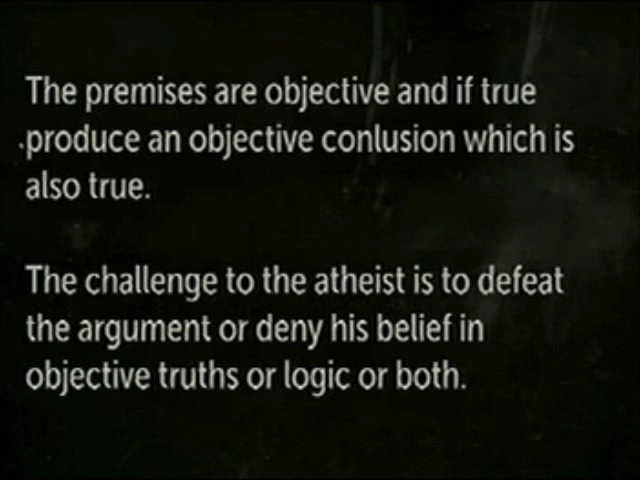 The premises are objective and if true
produce an objective conlusion which is
also true.
The challenge to the atheist is to defeat
the argument or deny his belief in
objective truths or logic or both.